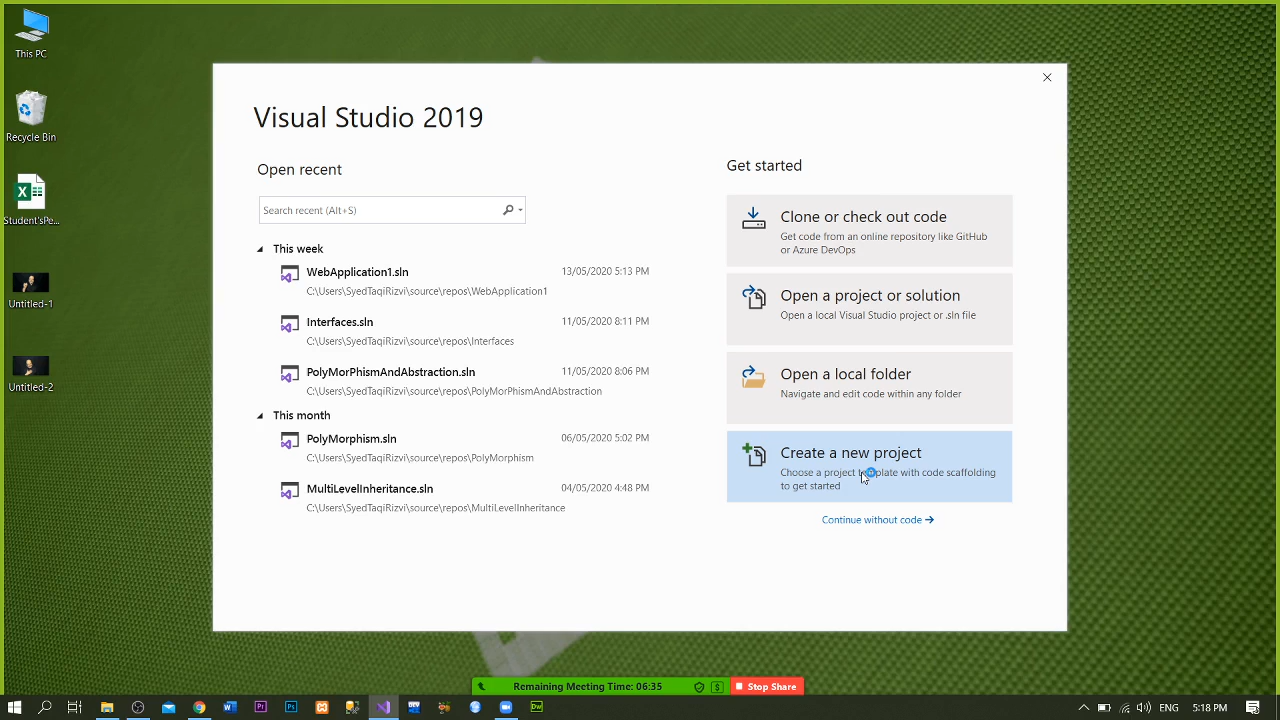 This PC
Recycle Bin
Student'sPe...
Untitled-1
Untitled-2
Visual Studio 2019
Open recent
Search recent (Alt+S)
This week
WebApplication1.sln 13/05/2020 5:13 PM
C:\Users\SyedTaqiRizvi\source\repos\WebApplication1
Interfaces.sln 11/05/2020 8:11 PM
C:\Users\SyedTaqiRizvi\source\repos\Interfaces
PolyMorPhismAndAbstraction.sln 11/05/2020 8:06 PM
C:\Users\SyedTaqiRizvi\source\repos\PolyMorPhismAndAbstraction
This month
PolyMorphism.sln 06/05/2020 5:02 PM
C:\Users\SyedTaqiRizvi\source\repos\PolyMorphism
MultiLevelInheritance.sln 04/05/2020 4:48 PM
C:\Users\SyedTaqiRizvi\source\repos\MultiLevelInheritance
Get started
Clone or check out code
Get code from an online repository like GitHub
or Azure DevOps
Open a project or solution
Open a local Visual Studio project or .sln file
Open a local folder
Navigate and edit code within any folder
Create a new project
Choose a project template with code scaffolding
to get started
Continue without code
Remaining Meeting Time: 06:35
Stop Share
W
Pr
Ps
DEV
Dw
ENG
5:18 PM